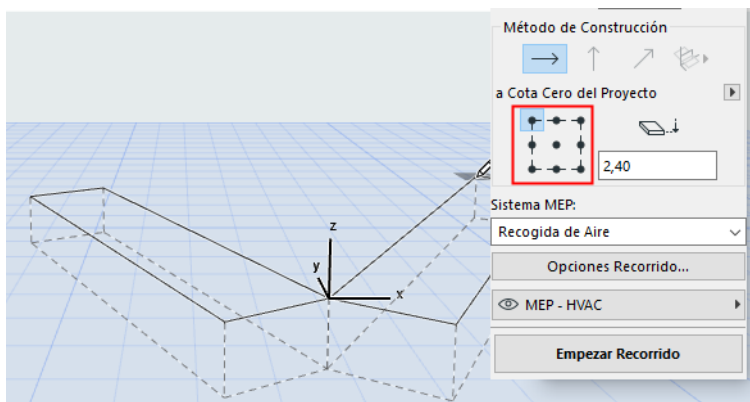 Método de Construcción
a Cota Cero del Proyecto
2,40
Sistema MEP:
Recogida de Aire
Opciones Recorrido...
MEP - HVAC
Empezar Recorrido
z
y
x